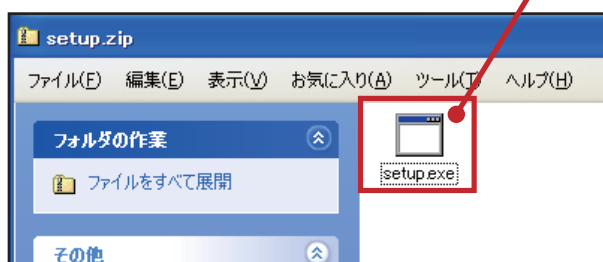 setup.zip
ファイル(F) 編集(E) 表示(V) お気に入り(A) ツール(T) ヘルプ(H)
フォルダの作業
ファイルをすべて展開
その他
setup.exe